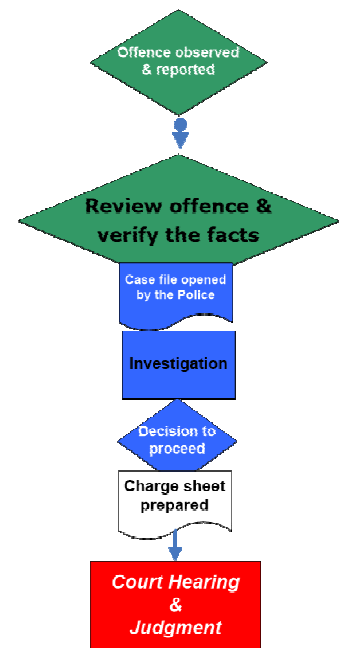 Offence observed
& reported
Review offence &
verify the facts
Case file opened
by the Police
Investigation
Decision to
proceed
Charge sheet
prepared
Court Hearing
&
Judgment